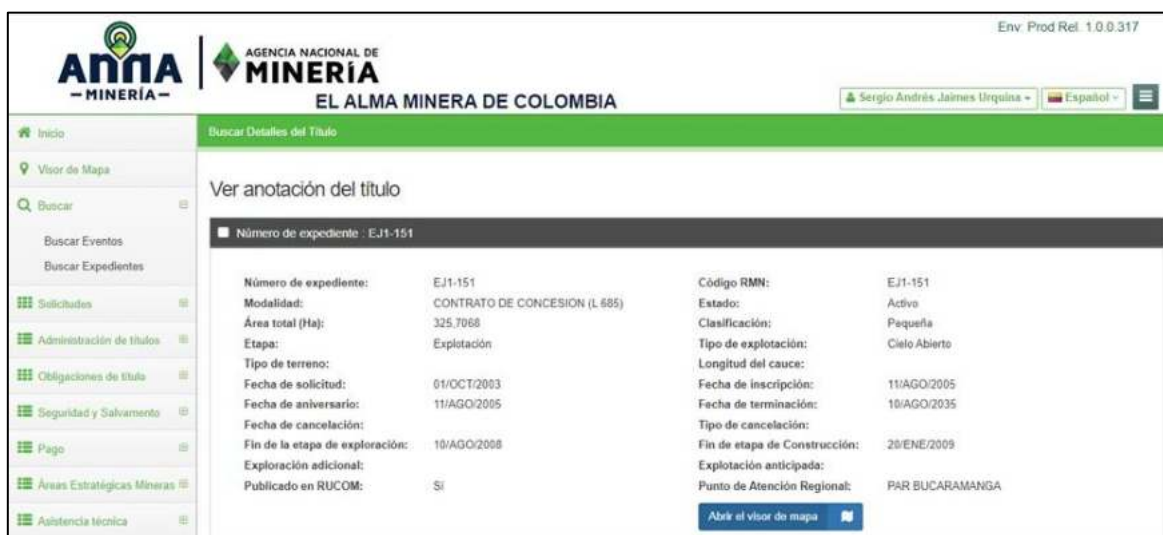 Env: Prod Rel. 1.0.0.317
ANNA
MINERÍA
AGENCIA NACIONAL DE
MINERÍA
EL ALMA MINERA DE COLOMBIA
Sergio Andrés Jaimes Urquina
Español
Inicio
Visor de Mapa
Buscar
Buscar Eventos
Buscar Expedientes
Solicitudes
Administración de títulos
Obligaciones de título
Seguridad y Salvamento
Pago
Áreas Estratégicas Mineras
Asistencia técnica
Buscar Detalles del Título
Ver anotación del título
Número de expediente : EJ1-151
Número de expediente: EJ1-151 Código RMN: EJ1-151
Modalidad: CONTRATO DE CONCESION (L 685) Estado: Activo
Área total (Ha): 325,7068 Clasificación: Pequeña
Etapa: Explotación Tipo de explotación: Cielo Abierto
Tipo de terreno: Longitud del cauce:
Fecha de solicitud: 01/OCT/2003 Fecha de inscripción: 11/AGO/2005
Fecha de aniversario: 11/AGO/2005 Fecha de terminación: 10/AGO/2035
Fecha de cancelación: Tipo de cancelación:
Fin de la etapa de exploración: 10/AGO/2008 Fin de etapa de Construcción: 20/ENE/2009
Exploración adicional: Explotación anticipada:
Publicado en RUCOM: Sí Punto de Atención Regional: PAR BUCARAMANGA
Abrir el visor de mapa